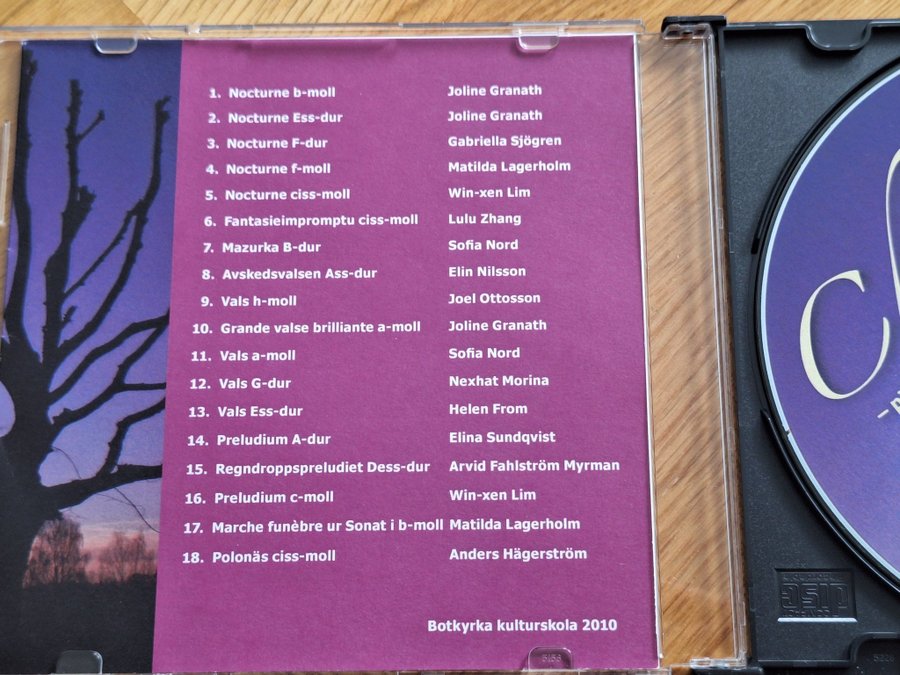 1. Nocturne b-moll Joline Granath
2. Nocturne Ess-dur Joline Granath
3. Nocturne F-dur Gabriella Sjögren
4. Nocturne f-moll Matilda Lagerholm
5. Nocturne ciss-moll Win-xen Lim
6. Fantasieimpromptu ciss-moll Lulu Zhang
7. Mazurka B-dur Sofia Nord
8. Avskedsvalsen Ass-dur Elin Nilsson
9. Vals h-moll Joel Ottosson
10. Grande valse brilliante a-moll Joline Granath
11. Vals a-moll Sofia Nord
12. Vals G-dur Nexhat Morina
13. Vals Ess-dur Helen From
14. Preludium A-dur Elina Sundqvist
15. Regndroppspreludiet Dess-dur Arvid Fahlström Myrman
16. Preludium c-moll Win-xen Lim
17. Marche funèbre ur Sonat i b-moll Matilda Lagerholm
18. Polonäs ciss-moll Anders Hägerström
Botkyrka kulturskola 2010
C
disc